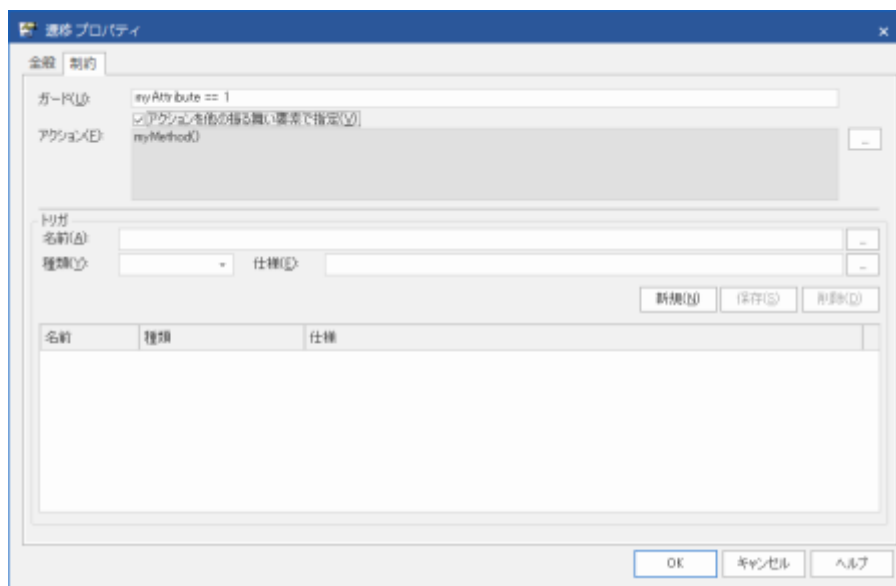 遷移 プロパティ
全般 制約
ガード(U): myAttribute == 1
アクションを他の振る舞い要素で指定(V)
アクション(E): myMethod() ...
トリガ
名前(A): ...
種類(Y): 仕様(E): ...
新規(N) 保存(S) 削除(D)
名前 種類 仕様
OK キャンセル ヘルプ